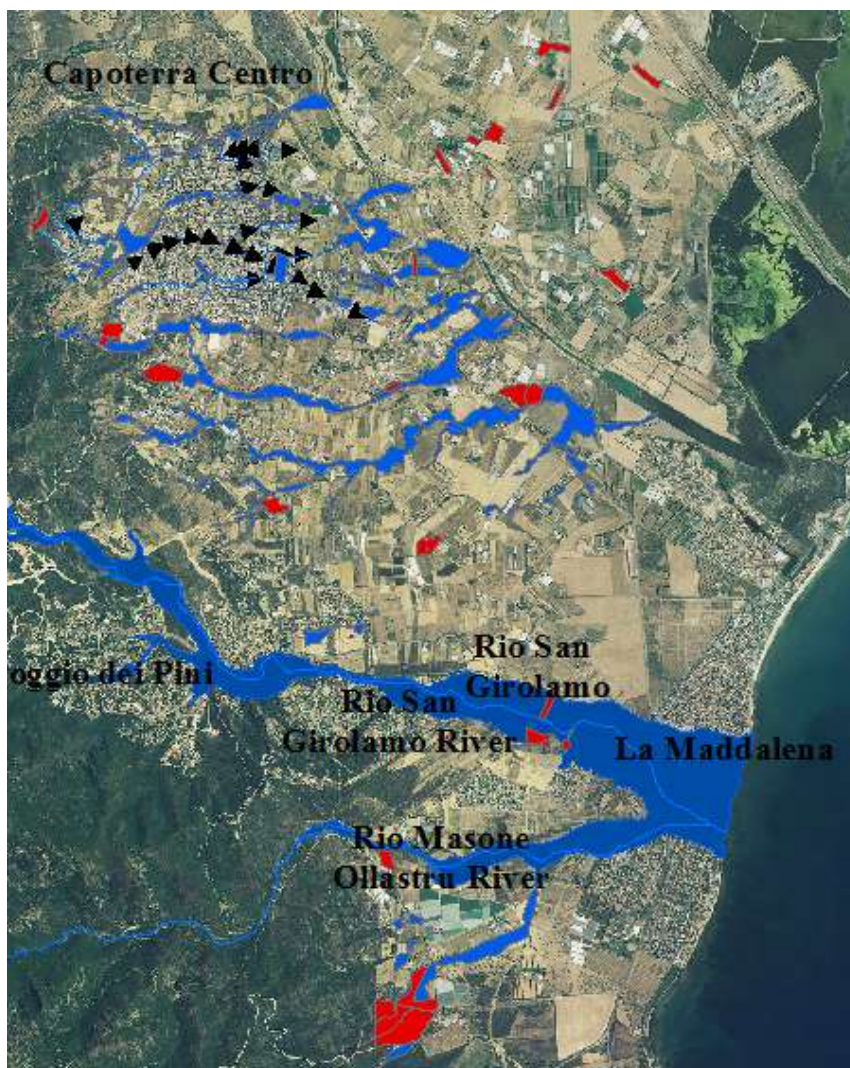 Capoterra Centro
Rio San
Girolamo
oggio dei Pini
Rio San
Girolamo River
La Maddalena
Rio Masone
Ollastru River